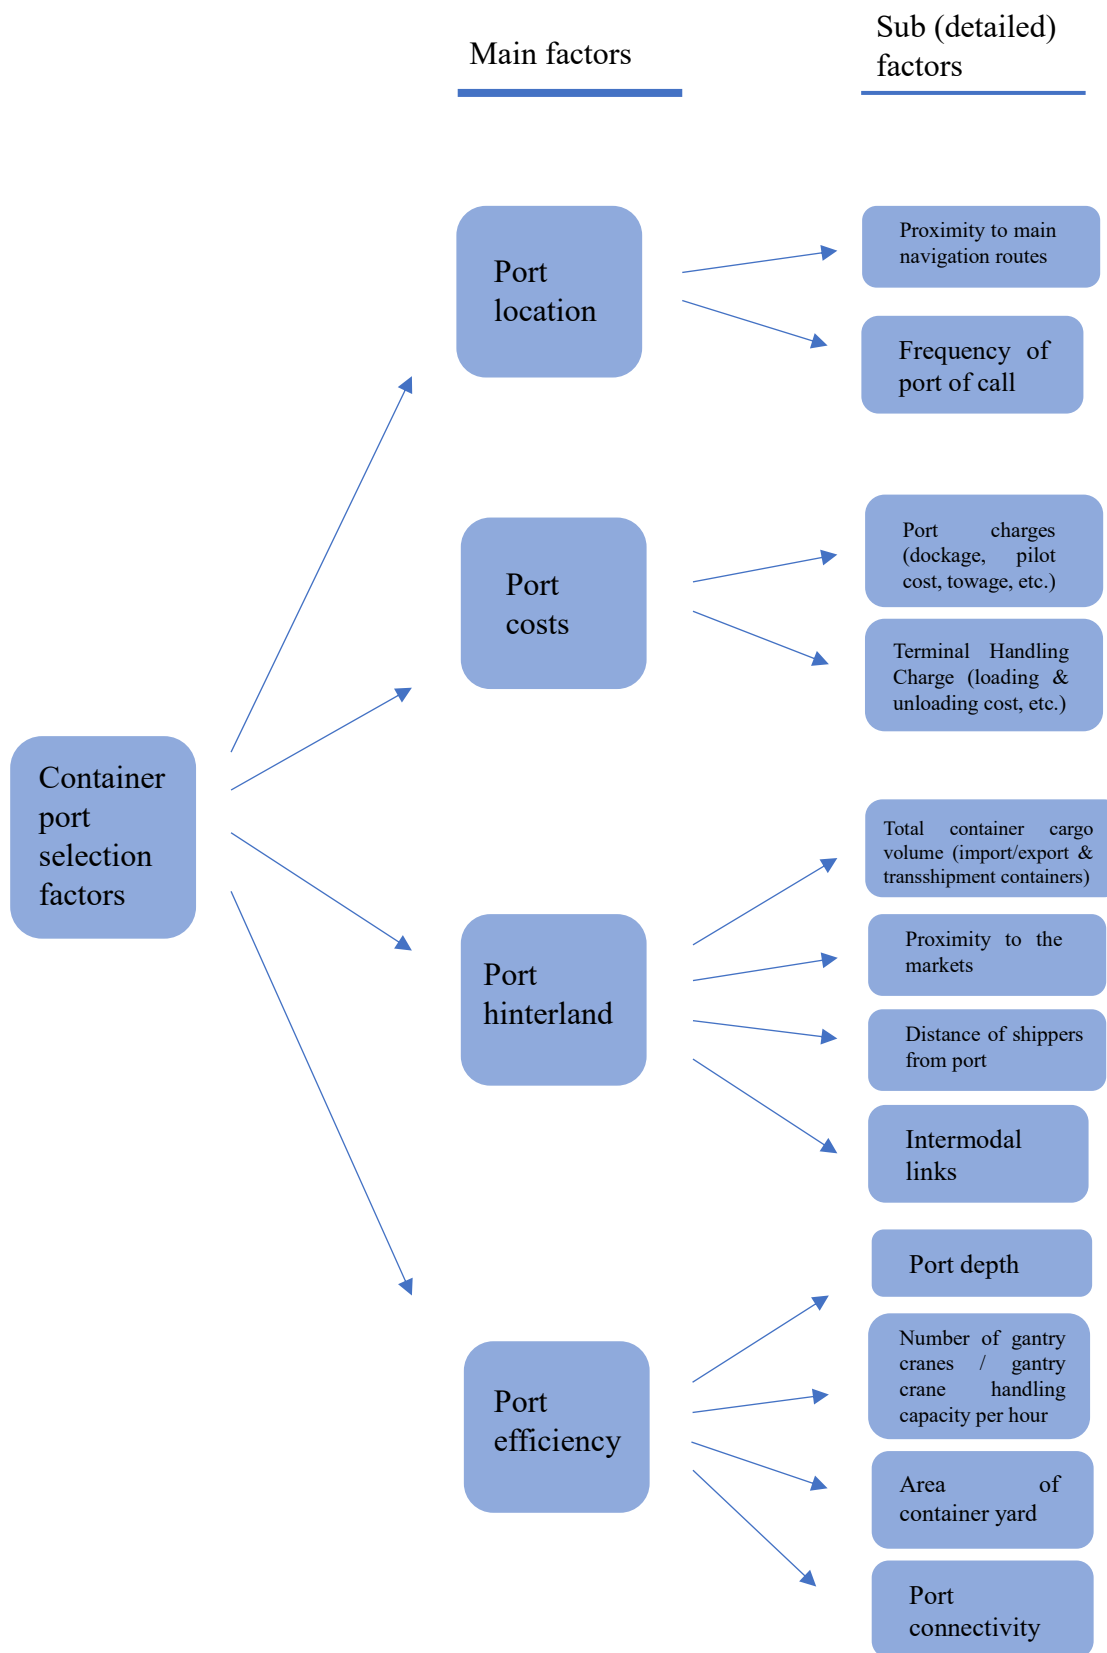 Main factors
Sub (detailed)
factors
Port
location
Proximity to main
navigation routes
Frequency of
port of call
Port
costs
Port charges
(dockage, pilot
cost, towage, etc.)
Terminal Handling
Charge (loading &
unloading cost, etc.)
Container
port
selection
factors
Port
hinterland
Total container cargo
volume (import/export &
transshipment containers)
Proximity to the
markets
Distance of shippers
from port
Intermodal
links
Port
efficiency
Port depth
Number of gantry
cranes / gantry
crane handling
capacity per hour
Area of
container yard
Port
connectivity